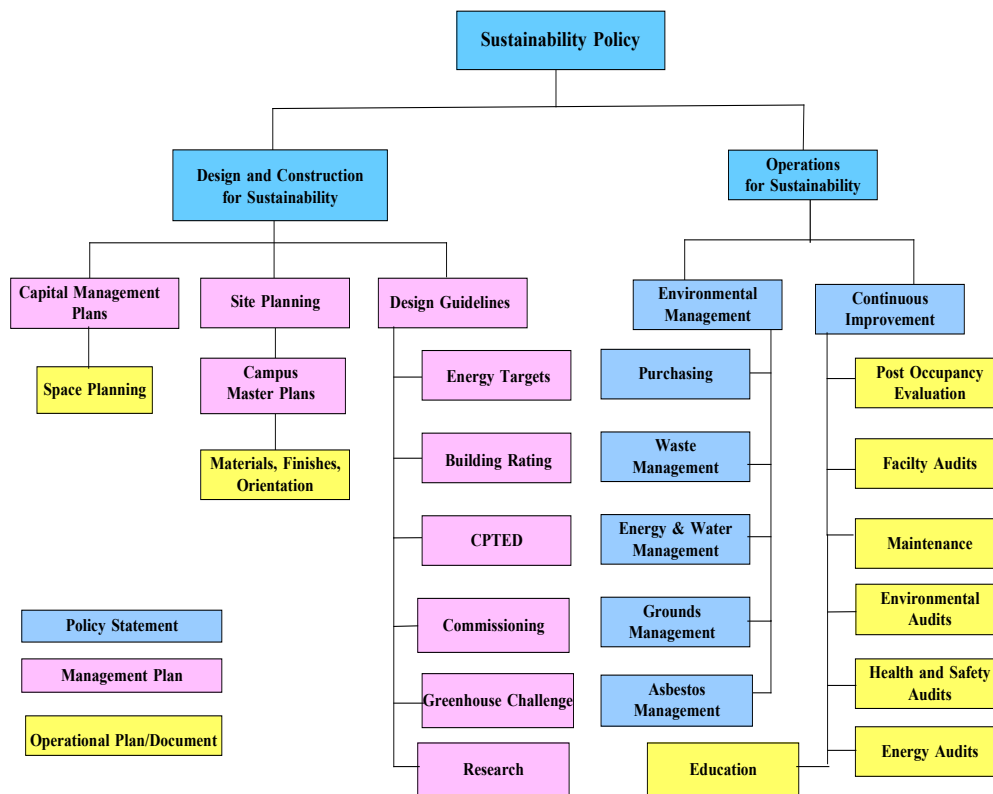 Sustainability Policy
Design and Construction
for Sustainability
Operations
for Sustainability
Capital Management
Plans
Space Planning
Site Planning
Campus
Master Plans
Materials, Finishes,
Orientation
Design Guidelines
Energy Targets
Building Rating
CPTED
Commissioning
Greenhouse Challenge
Research
Environmental
Management
Purchasing
Waste
Management
Energy & Water
Management
Grounds
Management
Asbestos
Management
Continuous
Improvement
Post Occupancy
Evaluation
Facilty Audits
Maintenance
Environmental
Audits
Health and Safety
Audits
Energy Audits
Education
Policy Statement
Management Plan
Operational Plan/Document